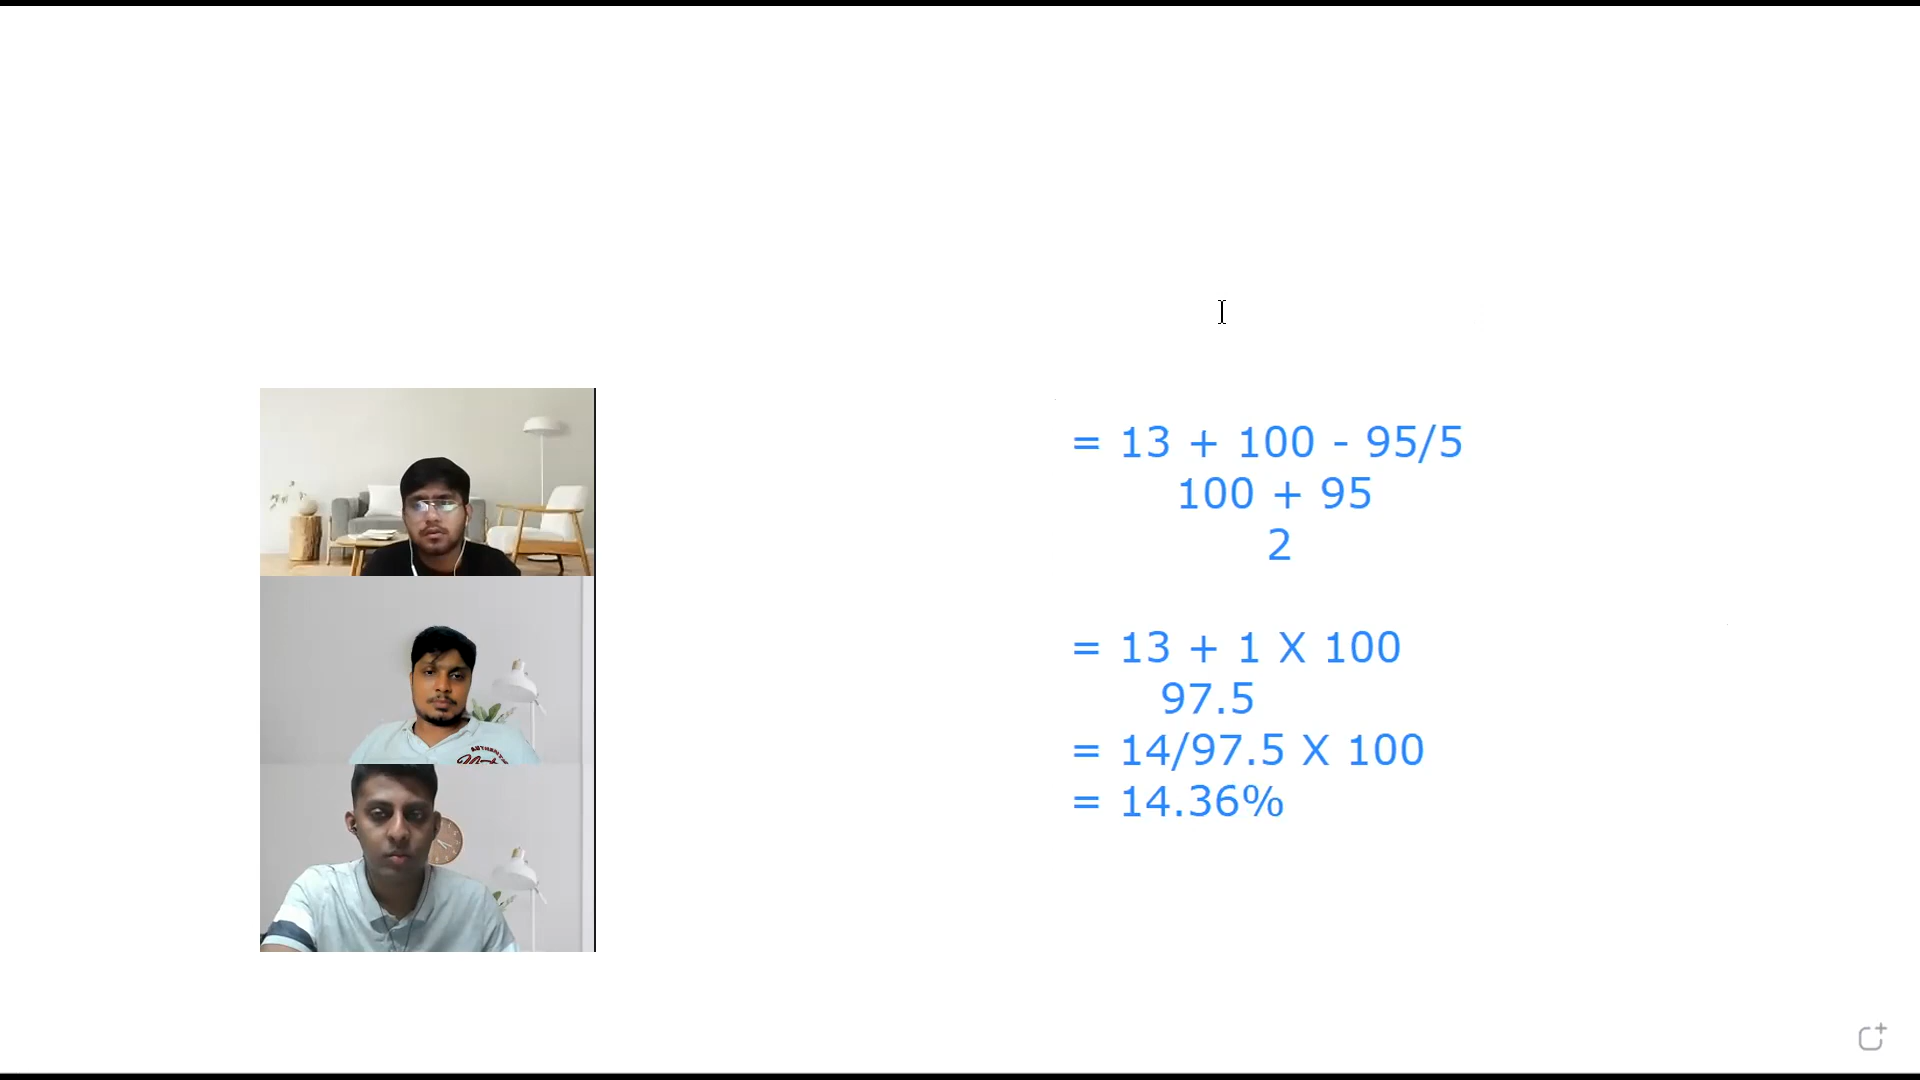 = 13 + 100 - 95/5
100 + 95
2
= 13 + 1 X 100
97.5
= 14/97.5 X 100
= 14.36%